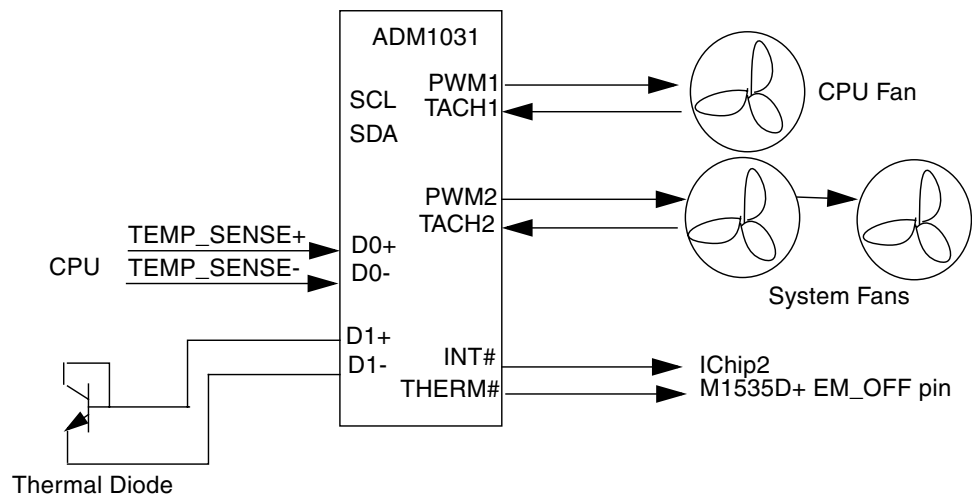 ADM1031
PWM1
SCL
TACH1
SDA
CPU Fan
PWM2
TACH2
TEMP_SENSE+
D0+
CPU
TEMP_SENSE-
D0-
System Fans
D1+
D1-
INT#
IChip2
THERM#
M1535D+ EM_OFF pin
Thermal Diode